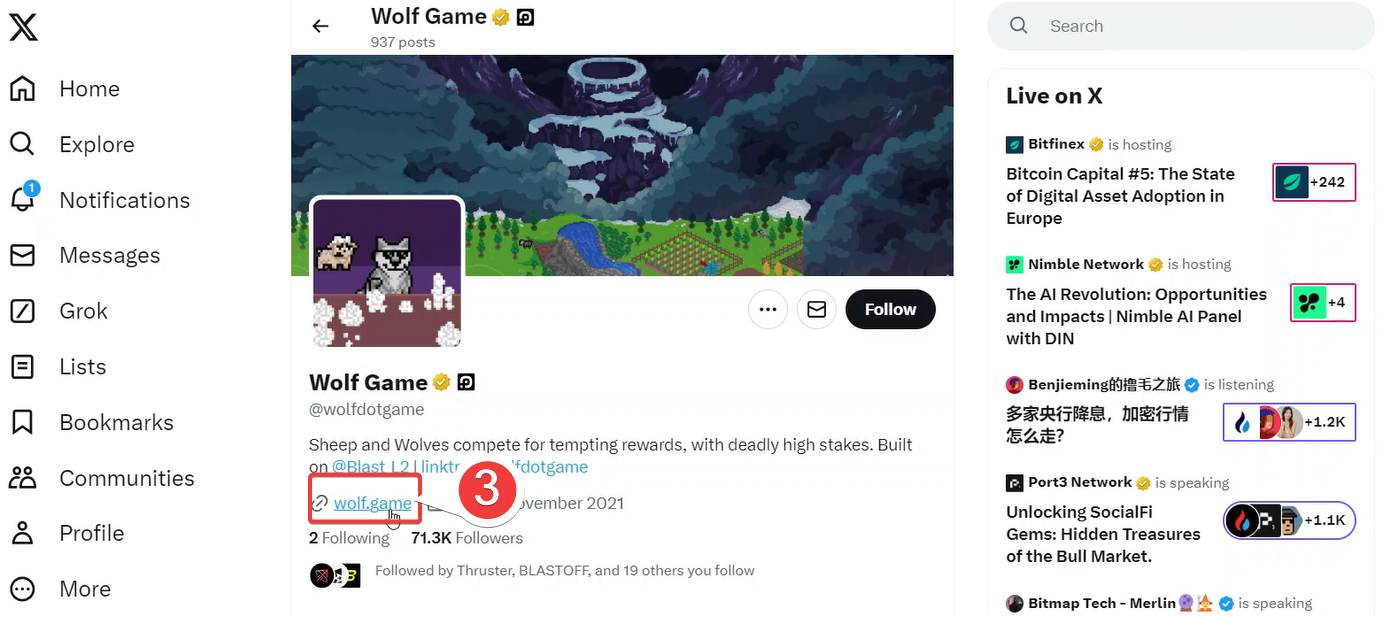 Home
Explore
1
Notifications
Messages
Grok
Lists
Bookmarks
Communities
Profile
More
Wolf Game
937 posts
Follow
Wolf Game
@wolfdotgame
Sheep and Wolves compete for tempting rewards, with deadly high stakes. Built
on @Blast_L2 |
wolf.game
3
2021
2 Following 71.3K Followers
Followed by Thruster, BLASTOFF, and 19 others you follow
Search
Live on X
Bitfinex is hosting
Bitcoin Capital #5: The State
of Digital Asset Adoption in
Europe
+242
Nimble Network is hosting
The AI Revolution: Opportunities
and Impacts | Nimble AI Panel
with DIN
+4
Benjieming的撸毛之旅 is listening
多家央行降息，加密行情
怎么走？
+1.2K
Port3 Network is speaking
Unlocking SocialFi
Gems: Hidden Treasures
of the Bull Market.
+1.1K
Bitmap Tech - Merlin is speaking